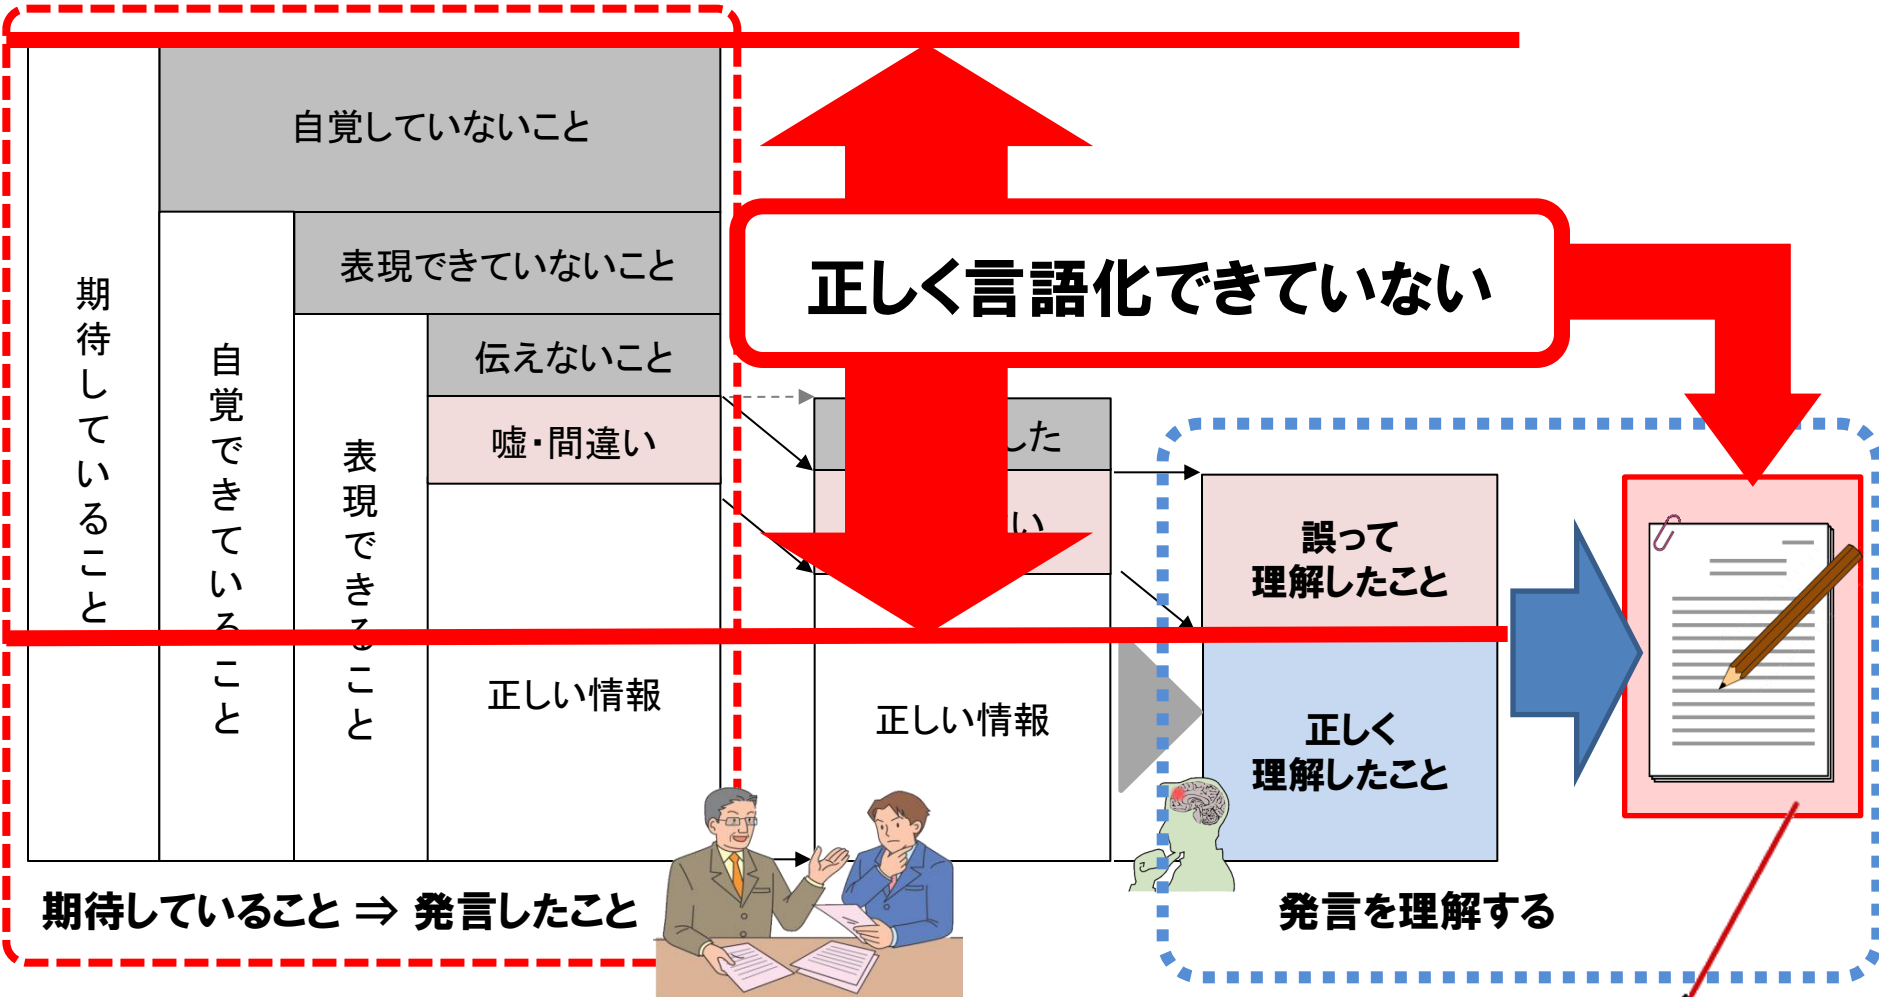 自覚していないこと
表現できていないこと
正しく言語化できていない
期待していること
自覚できていること
表現できること
伝えないこと
嘘・間違い
した
い
誤って
理解したこと
正しい情報
正しい情報
正しく
理解したこと
期待していること ⇒ 発言したこと
発言を理解する